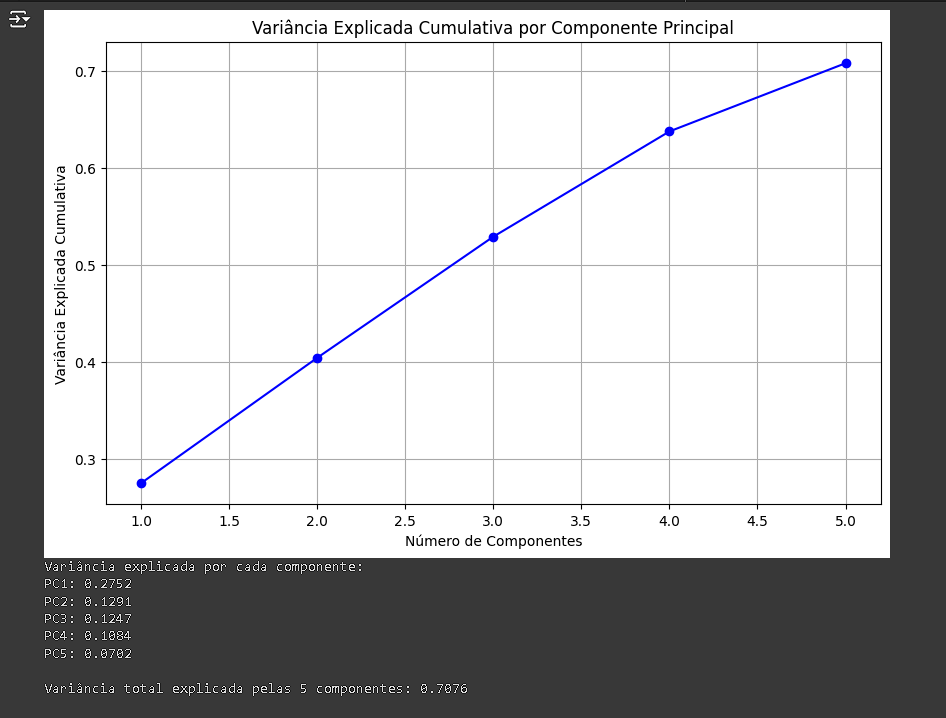 Variância Explicada Cumulativa por Componente Principal
0.7
0.6
0.5
0.4
0.3
Variância Explicada Cumulativa
1.0 1.5 2.0 2.5 3.0 3.5 4.0 4.5 5.0
Número de Componentes
Variância explicada por cada componente:
PC1: 0.2752
PC2: 0.1291
PC3: 0.1247
PC4: 0.1084
PC5: 0.0702
Variância total explicada pelas 5 componentes: 0.7076